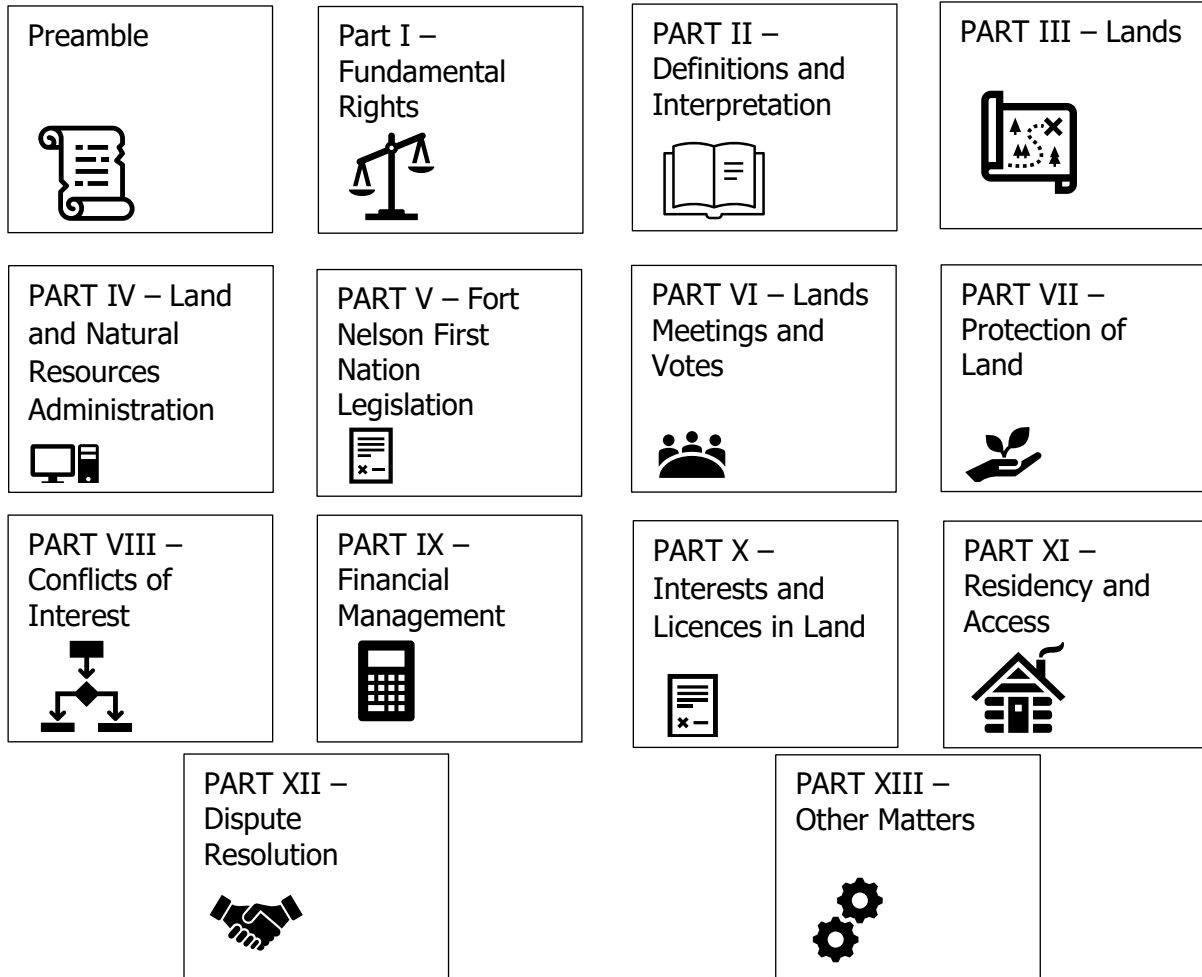 Preamble
Part I –
Fundamental
Rights
PART II –
Definitions and
Interpretation
PART III – Lands
PART IV – Land
and Natural
Resources
Administration
PART V – Fort
Nelson First
Nation
Legislation
PART VI – Lands
Meetings and
Votes
PART VII –
Protection of
Land
PART VIII –
Conflicts of
Interest
PART IX –
Financial
Management
PART X –
Interests and
Licences in Land
PART XI –
Residency and
Access
PART XII –
Dispute
Resolution
PART XIII –
Other Matters